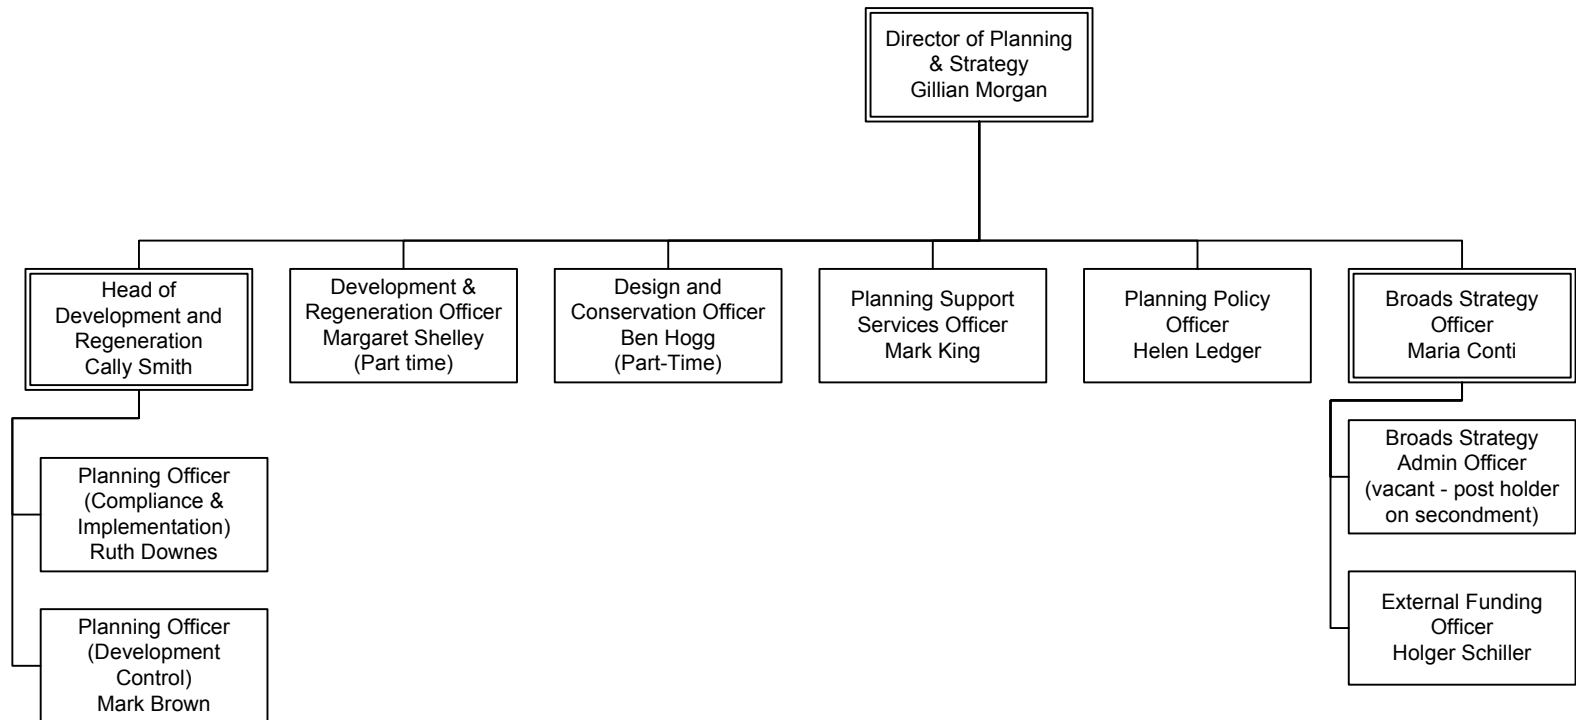 Director of Planning
& Strategy
Gillian Morgan
Head of
Development and
Regeneration
Cally Smith
Development &
Regeneration Officer
Margaret Shelley
(Part time)
Design and
Conservation Officer
Ben Hogg
(Part-Time)
Planning Support
Services Officer
Mark King
Planning Policy
Officer
Helen Ledger
Broads Strategy
Officer
Maria Conti
Planning Officer
(Compliance &
Implementation)
Ruth Downes
Planning Officer
(Development
Control)
Mark Brown
Broads Strategy
Admin Officer
(vacant - post holder
on secondment)
External Funding
Officer
Holger Schiller